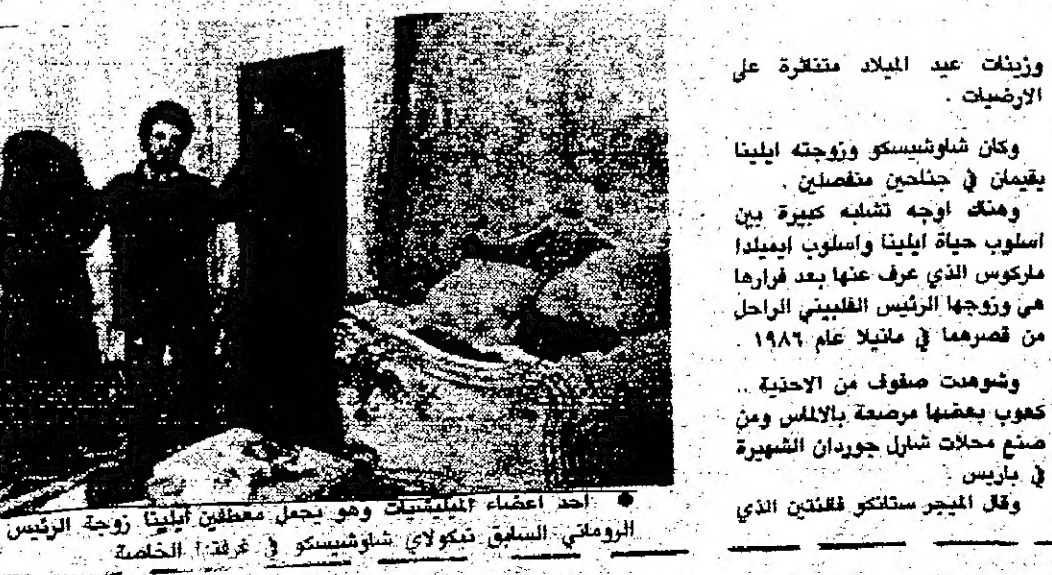 وزينات عيد الميلاد متناثرة على
الارضيات .
وكان شاوشيسكو وزوجته ايلينا
يقيمان في جناحين منفصلين .
وهناك اوجه تشابه كبيرة بين
اسلوب حياة ايلينا واسلوب ايميلدا
ماركوس الذي عرف عنها بعد فرارها
هي وزوجها الرئيس الفلبيني الراحل
من قصرهما في مانيلا عام ١٩٨٦ .
وشوهدت صفوف من الاحذية ..
كعوب بعضها مرصعة بالالماس ومن
صنع محلات شارل جوردان الشهيرة
في باريس .
وقال الميجر ستانكو فالنتين الذي
● احد اعضاء الميليشيات وهو يحمل معطفين لايلينا زوجة الرئيس
الروماني السابق نيكولاي شاوشيسكو في غرفتها الخاصة